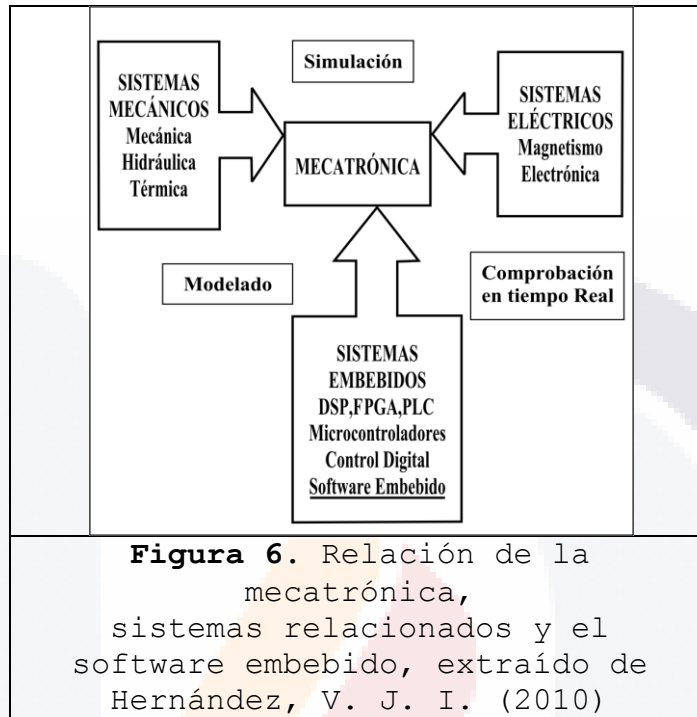 Simulación
SISTEMAS
MECÁNICOS
Mecánica
Hidráulica
Térmica
MECATRÓNICA
SISTEMAS
ELÉCTRICOS
Magnetismo
Electrónica
Modelado
Comprobación
en tiempo Real
SISTEMAS
EMBEBIDOS
DSP,FPGA,PLC
Microcontroladores
Control Digital
Software Embebido
Figura 6. Relación de la
mecatrónica,
sistemas relacionados y el
software embebido, extraído de
Hernández, V. J. I. (2010)